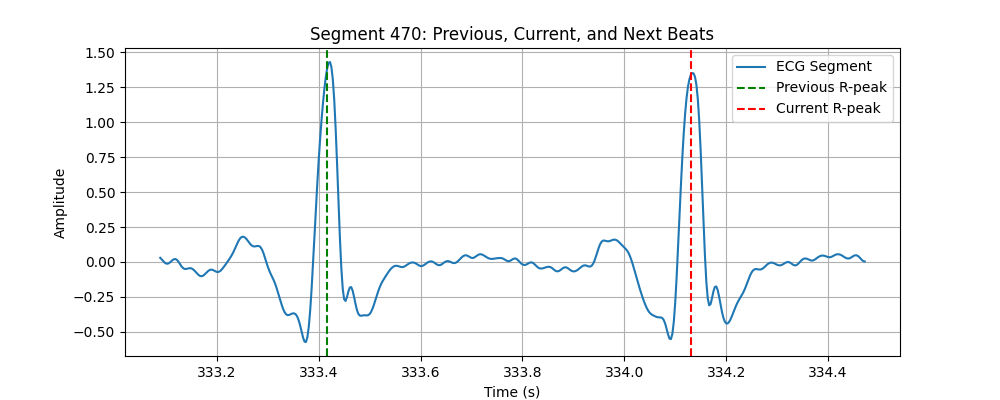 Segment 470: Previous, Current, and Next Beats
1.50
1.25
1.00
0.75
0.50
0.25
0.00
−0.25
−0.50
Amplitude
ECG Segment
Previous R-peak
Current R-peak
333.2 333.4 333.6 333.8 334.0 334.2 334.4
Time (s)